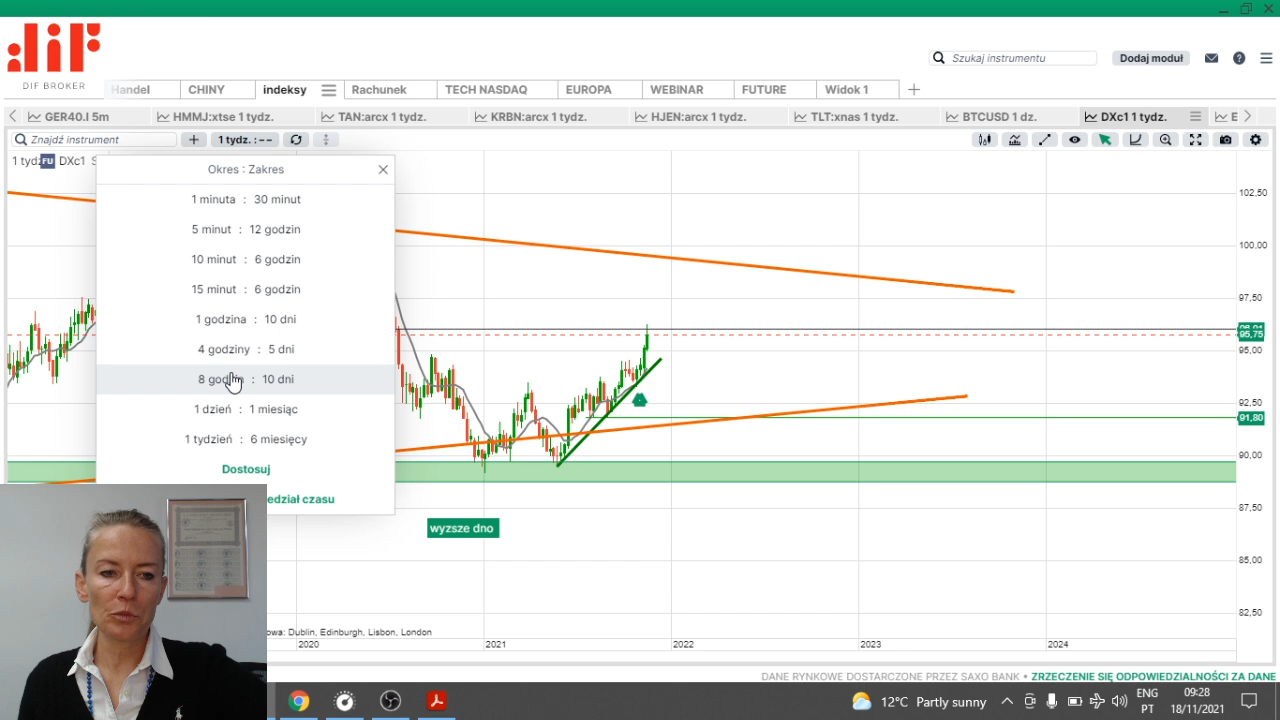 dif
DIF BROKER
Szukaj instrumentu
Dodaj moduł
Handel
CHINY
indeksy
Rachunek
TECH NASDAQ
EUROPA
WEBINAR
FUTURE
Widok 1
GER40.I 5m
HMMJ:xtse 1 tydz.
TAN:arcx 1 tydz.
KRBN:arcx 1 tydz.
HJEN:arcx 1 tydz.
TLT:xnas 1 tydz.
BTCUSD 1 dz.
DXc1 1 tydz.
E
Znajdź instrument
1 tydz. : --
FU DXc1
Okres : Zakres
1 minuta : 30 minut
5 minut : 12 godzin
10 minut : 6 godzin
15 minut : 6 godzin
1 godzina : 10 dni
4 godziny : 5 dni
8 godzin : 10 dni
1 dzień : 1 miesiąc
1 tydzień : 6 miesięcy
Dostosuj
edział czasu
102,50
100,00
97,50
95,75
95,00
92,50
91,80
90,00
87,50
85,00
82,50
wyzsze dno
owa: Dublin, Edinburgh, Lisbon, London
2020
2021
2022
2023
2024
DANE RYNKOWE DOSTARCZONE PRZEZ SAXO BANK • ZRZECZENIE SIĘ ODPOWIEDZIALNOŚCI ZA DANE
12°C Partly sunny
ENG
PT
09:28
18/11/2021